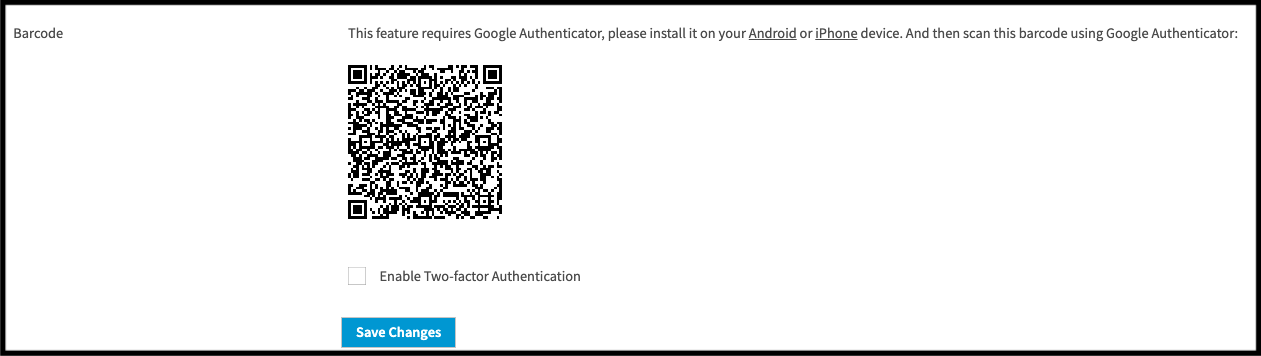 Barcode
This feature requires Google Authenticator, please install it on your Android or iPhone device. And then scan this barcode using Google Authenticator:
Enable Two-factor Authentication
Save Changes